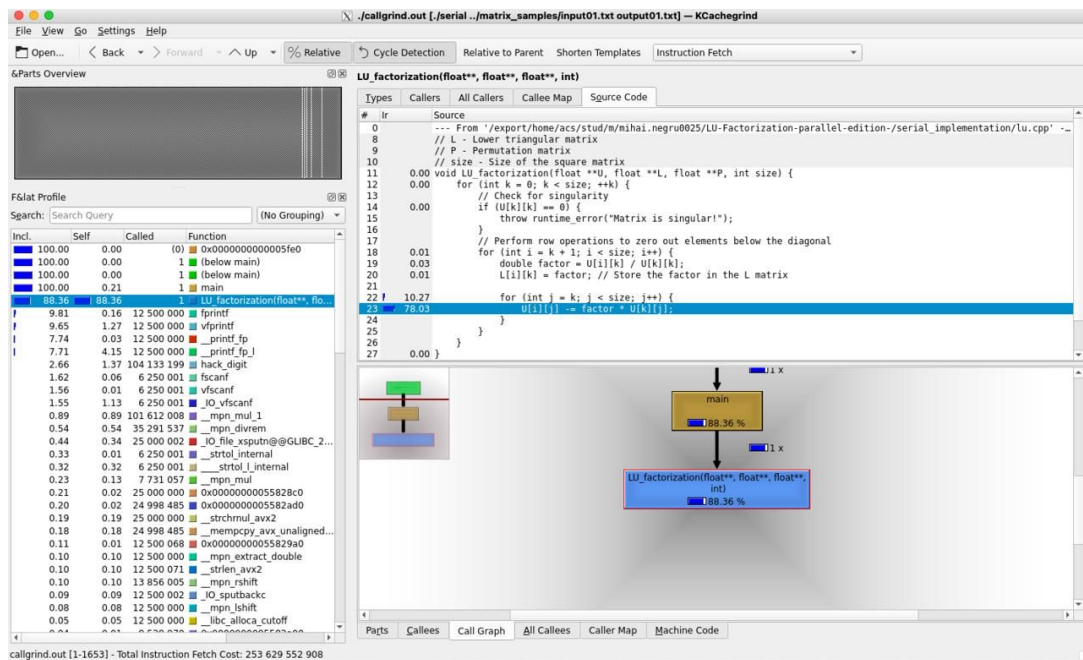 ./callgrind.out [./serial ../matrix_samples/input01.txt output01.txt] — KCachegrind
File View Go Settings Help
Open... Back Forward Up % Relative Cycle Detection Relative to Parent Shorten Templates Instruction Fetch
&Parts Overview
F&lat Profile
Search: Search Query (No Grouping)
Incl. Self Called Function
100.00 0.00 (0) 0x0000000000005fe0
100.00 0.00 1 (below main)
100.00 0.00 1 (below main)
100.00 0.21 1 main
88.36 88.36 1 LU_factorization(float**, flo...
9.81 0.16 12 500 000 fprintf
9.65 1.27 12 500 000 vfprintf
7.74 0.03 12 500 000 __printf_fp
7.71 4.15 12 500 000 __printf_fp_l
2.66 1.37 104 133 199 hack_digit
1.62 0.06 6 250 001 fscanf
1.56 0.01 6 250 001 vfscanf
1.55 1.13 6 250 001 _IO_vfscanf
0.89 0.89 101 612 008 __mpn_mul_1
0.54 0.54 35 291 537 __mpn_divrem
0.44 0.34 25 000 002 _IO_file_xsputn@@GLIBC_2...
0.33 0.01 6 250 001 __strtol_internal
0.32 0.32 6 250 001 ____strtol_l_internal
0.23 0.13 7 731 057 __mpn_mul
0.21 0.02 25 000 000 0x00000000055828c0
0.20 0.02 24 998 485 0x0000000005582ad0
0.19 0.19 25 000 000 __strchrnul_avx2
0.18 0.18 24 998 485 __mempcpy_avx_unaligned...
0.11 0.01 12 500 068 0x00000000055829a0
0.10 0.10 12 500 000 __mpn_extract_double
0.10 0.10 12 500 071 __strlen_avx2
0.10 0.10 13 856 005 __mpn_rshift
0.09 0.09 12 500 002 _IO_sputbackc
0.08 0.08 12 500 000 __mpn_lshift
0.05 0.05 12 500 000 __libc_alloca_cutoff
LU_factorization(float**, float**, float**, int)
Types Callers All Callers Callee Map Source Code
# Ir Source
0 --- From '/export/home/acs/stud/m/mihai.negru0025/LU-Factorization-parallel-edition-/serial_implementation/lu.cpp' -...
8 // L - Lower triangular matrix
9 // P - Permutation matrix
10 // size - Size of the square matrix
11 0.00 void LU_factorization(float **U, float **L, float **P, int size) {
12 0.00 for (int k = 0; k < size; ++k) {
13 // Check for singularity
14 0.00 if (U[k][k] == 0) {
15 throw runtime_error("Matrix is singular!");
16 }
17 // Perform row operations to zero out elements below the diagonal
18 0.01 for (int i = k + 1; i < size; i++) {
19 0.03 double factor = U[i][k] / U[k][k];
20 0.01 L[i][k] = factor; // Store the factor in the L matrix
21
22 10.27 for (int j = k; j < size; j++) {
23 78.03 U[i][j] -= factor * U[k][j];
24 }
25 }
26 }
27 0.00 }
1 x
main
88.36 %
1 x
LU_factorization(float**, float**, float**,
int)
88.36 %
Parts Callees Call Graph All Callees Caller Map Machine Code
callgrind.out [1-1653] - Total Instruction Fetch Cost: 253 629 552 908